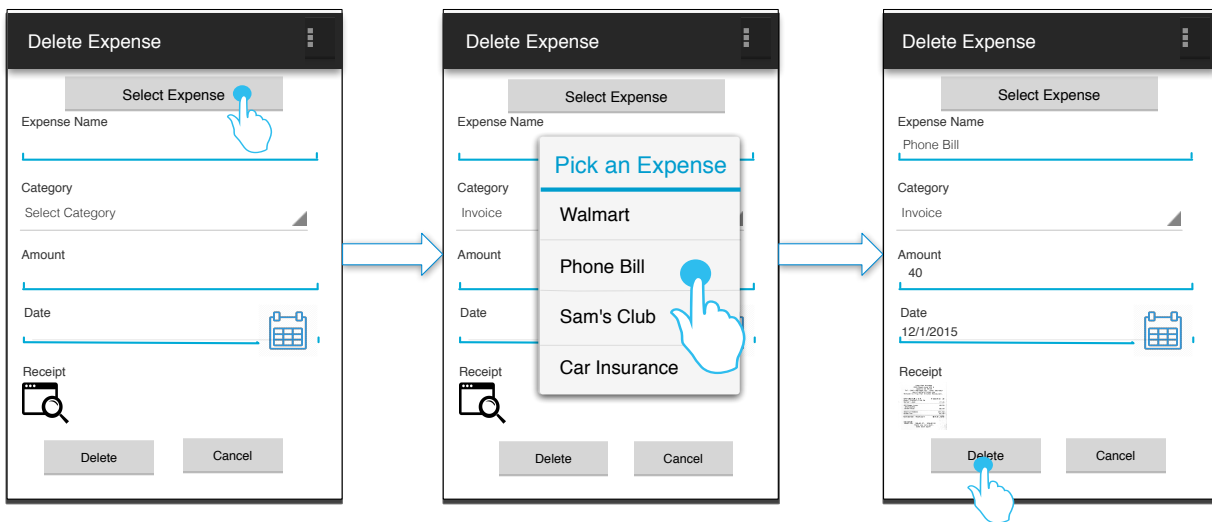 Delete Expense
Select Expense
Expense Name
Category
Select Category
Amount
Date
Receipt
Delete Cancel
Delete Expense
Select Expense
Expense Name
Pick an Expense
Category
Invoice
Walmart
Amount
Phone Bill
Date
Sam's Club
Receipt
Car Insurance
Delete Cancel
Delete Expense
Select Expense
Expense Name
Phone Bill
Category
Invoice
Amount
40
Date
12/1/2015
Receipt
Delete Cancel